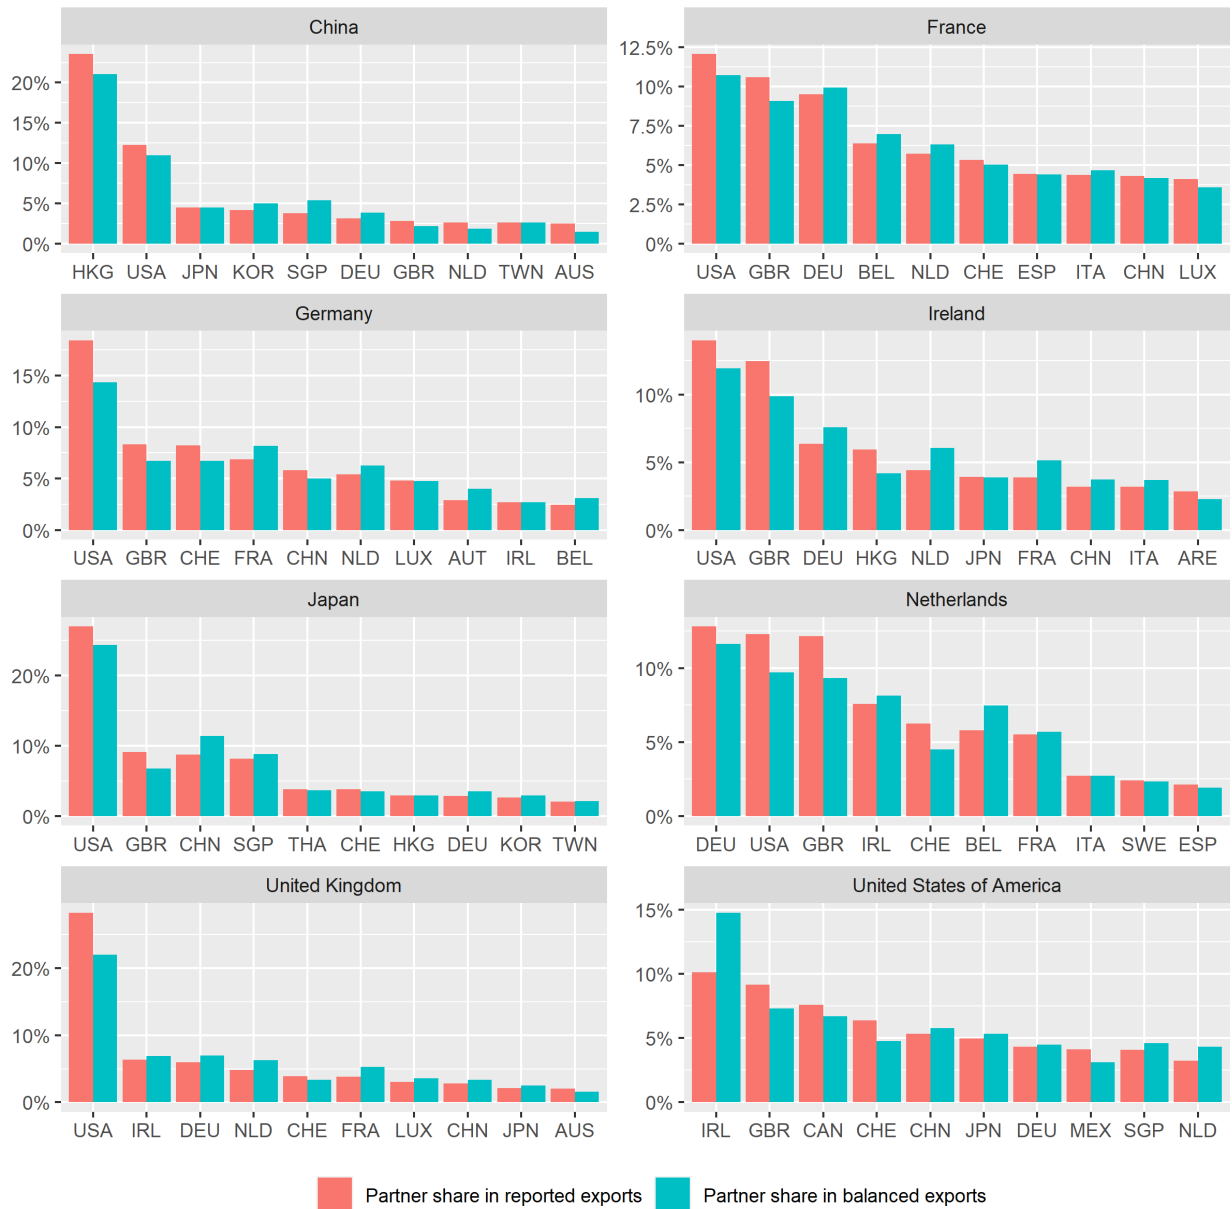 China
20%
15%
10%
5%
0%
HKG USA JPN KOR SGP DEU GBR NLD TWN AUS
France
12.5%
10%
7.5%
5%
2.5%
0%
USA GBR DEU BEL NLD CHE ESP ITA CHN LUX
Germany
15%
10%
5%
0%
USA GBR CHE FRA CHN NLD LUX AUT IRL BEL
Ireland
10%
5%
0%
USA GBR DEU HKG NLD JPN FRA CHN ITA ARE
Japan
20%
10%
0%
USA GBR CHN SGP THA CHE HKG DEU KOR TWN
Netherlands
10%
5%
0%
DEU USA GBR IRL CHE BEL FRA ITA SWE ESP
United Kingdom
20%
10%
0%
USA IRL DEU NLD CHE FRA LUX CHN JPN AUS
United States of America
15%
10%
5%
0%
IRL GBR CAN CHE CHN JPN DEU MEX SGP NLD
Partner share in reported exports
Partner share in balanced exports